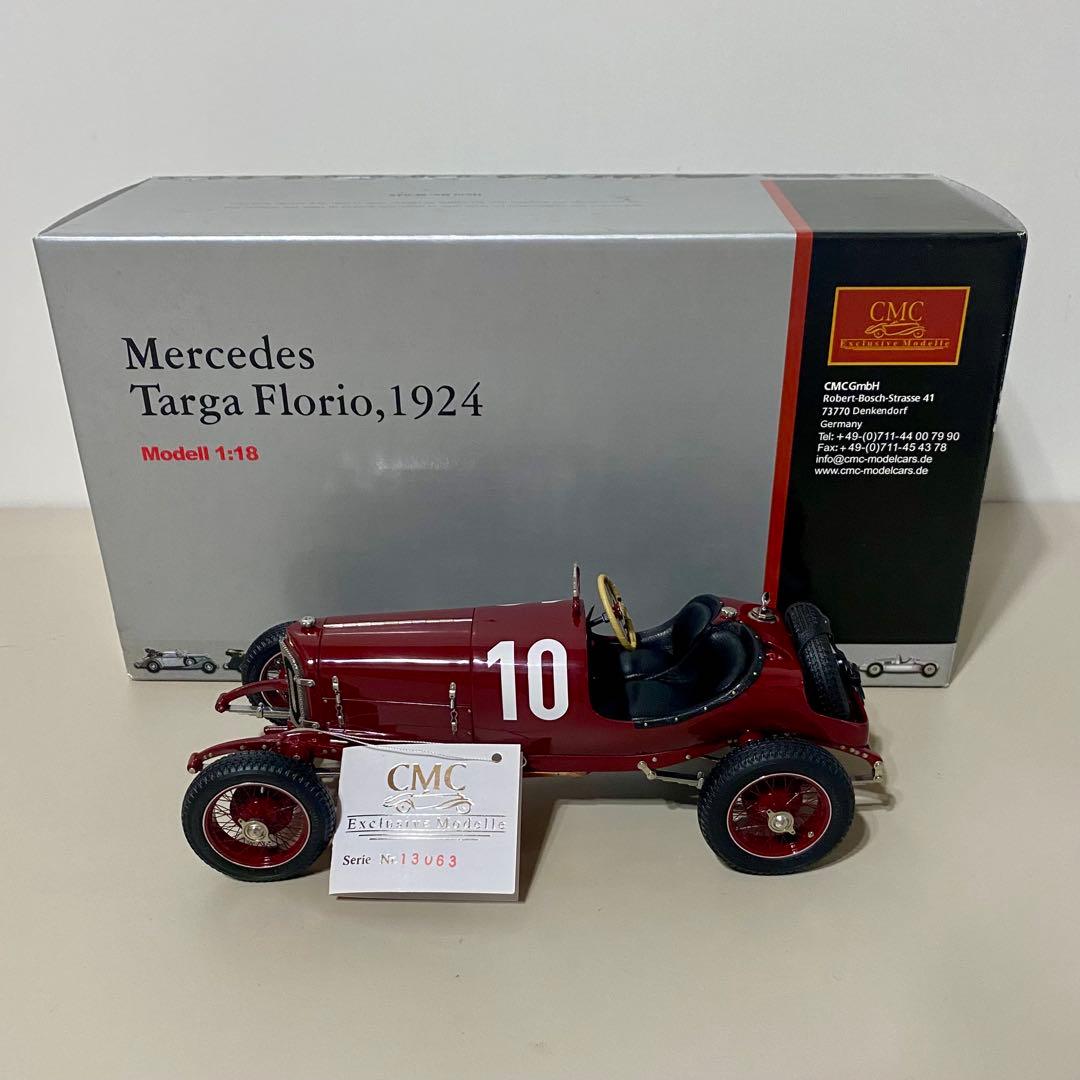 Mercedes
Targa Florio, 1924
Modell 1:18
CMC
Exclusive Modelle
CMC GmbH
Robert-Bosch-Strasse 41
73770 Denkendorf
Germany
Tel: +49-(0)711-44 00 79 90
Fax: +49-(0)711-45 43 78
info@cmc-modelcars.de
www.cmc-modelcars.de
10
CMC
Exclusive Modelle
Serie Nr. 13063